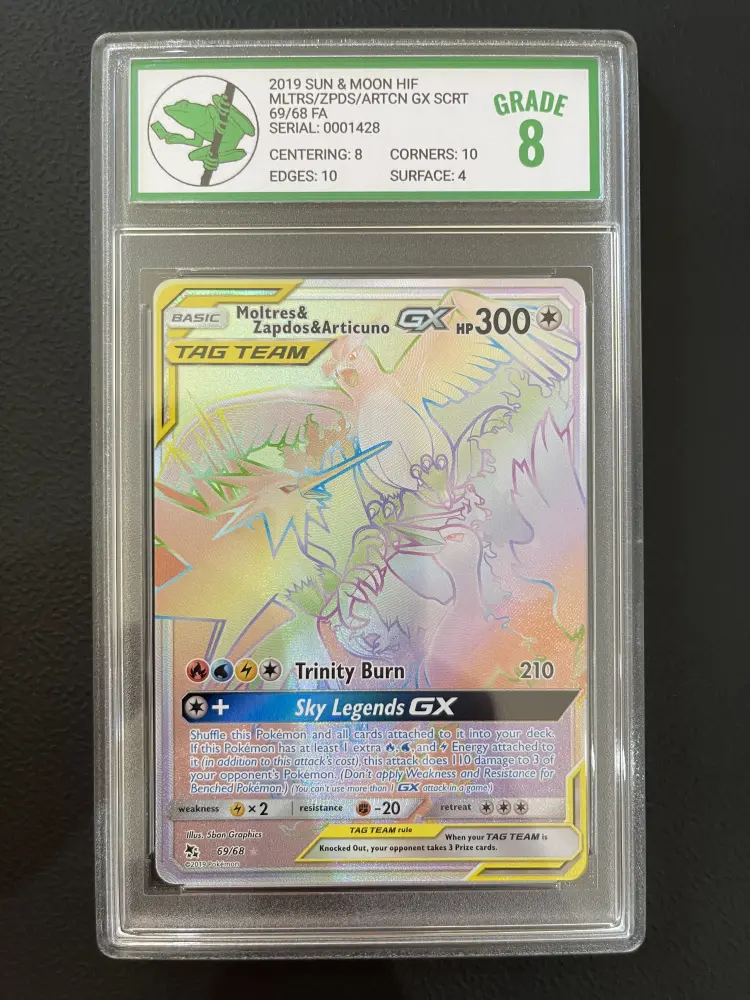 2019 SUN & MOON HIF
MLTRS/ZPDS/ARTCN GX SCRT
69/68 FA
SERIAL: 0001428
CENTERING: 8 CORNERS: 10
EDGES: 10 SURFACE: 4
GRADE
8
BASIC Moltres&
Zapdos&Articuno GX HP300
TAG TEAM
Trinity Burn 210
+ Sky Legends GX
Shuffle this Pokémon and all cards attached to it into your deck.
If this Pokémon has at least 1 extra , , and Energy attached to
it (in addition to this attack's cost), this attack does 110 damage to 3 of
your opponent's Pokémon. (Don't apply Weakness and Resistance for
Benched Pokémon.) (You can't use more than 1 GX attack in a game.)
weakness ×2 resistance -20 retreat
Illus. Sban Graphics
69/68
©2019 Pokémon
TAG TEAM rule
When your TAG TEAM is
Knocked Out, your opponent takes 3 Prize cards.